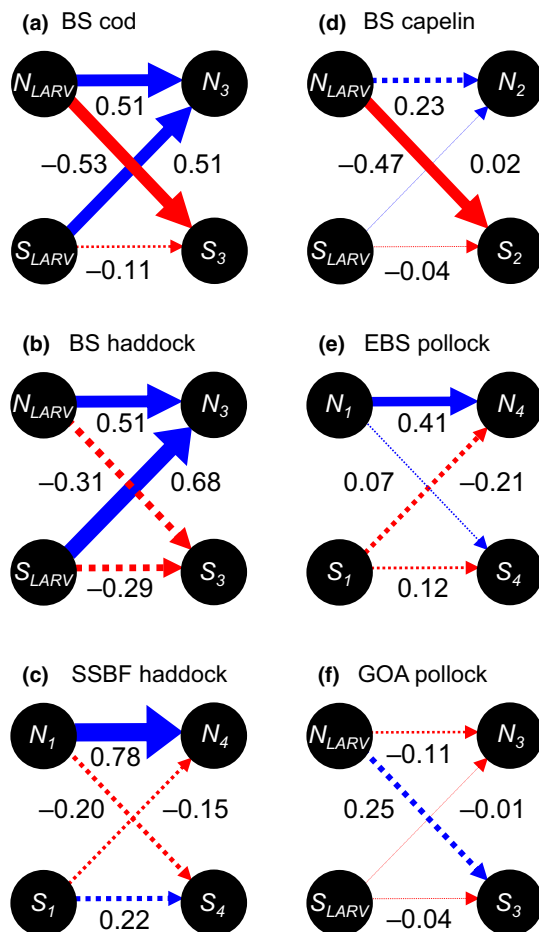 (a) BS cod
N_LARV N_3
0.51
–0.53 0.51
S_LARV S_3
–0.11
(b) BS haddock
N_LARV N_3
0.51
–0.31 0.68
S_LARV S_3
–0.29
(c) SSBF haddock
N_1 N_4
0.78
–0.20 –0.15
S_1 S_4
0.22
(d) BS capelin
N_LARV N_2
0.23
–0.47 0.02
S_LARV S_2
–0.04
(e) EBS pollock
N_1 N_4
0.41
0.07 –0.21
S_1 S_4
0.12
(f) GOA pollock
N_LARV N_3
–0.11
0.25 –0.01
S_LARV S_3
–0.04